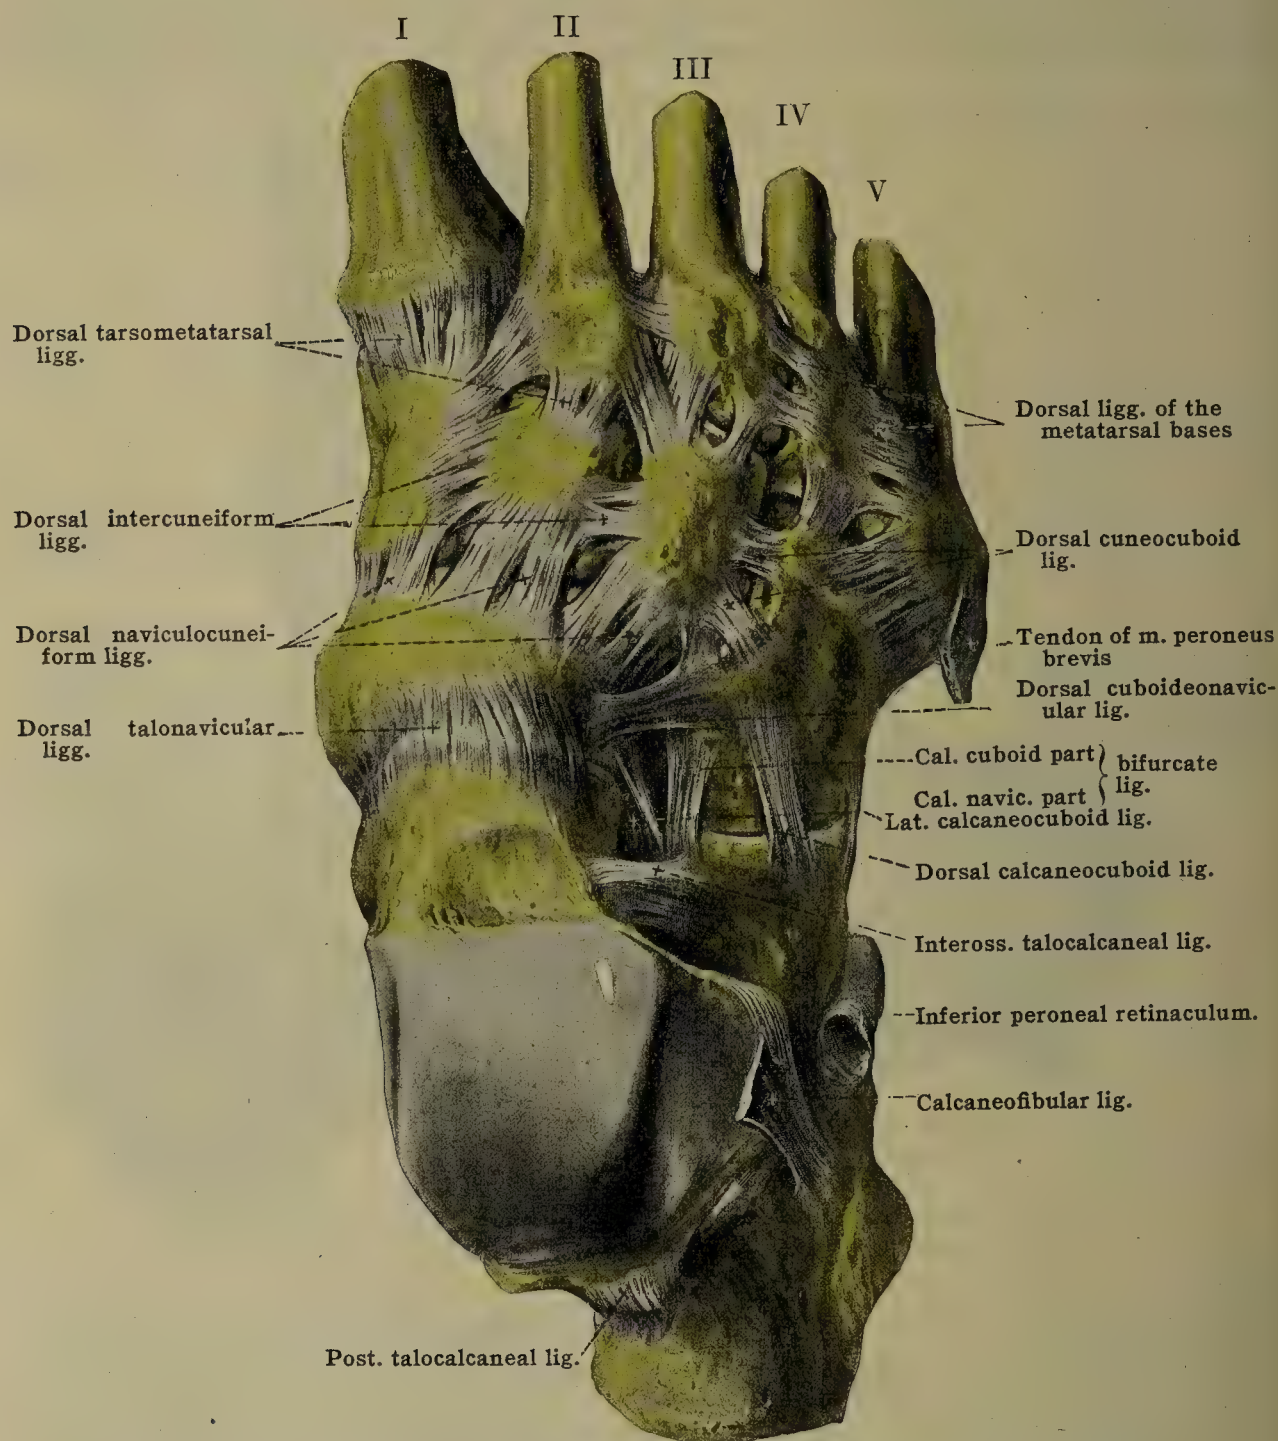 I
II
III
IV
V
Dorsal tarsometatarsal
ligg.
Dorsal intercuneiform
ligg.
Dorsal naviculocunei-
form ligg.
Dorsal talonavicular
ligg.
Dorsal ligg. of the
metatarsal bases
Dorsal cuneocuboid
lig.
Tendon of m. peroneus
brevis
Dorsal cuboideonavic-
ular lig.
Cal. cuboid part
Cal. navic. part
bifurcate
lig.
Lat. calcaneocuboid lig.
Dorsal calcaneocuboid lig.
Inteross. talocalcaneal lig.
Inferior peroneal retinaculum.
Calcaneofibular lig.
Post. talocalcaneal lig.